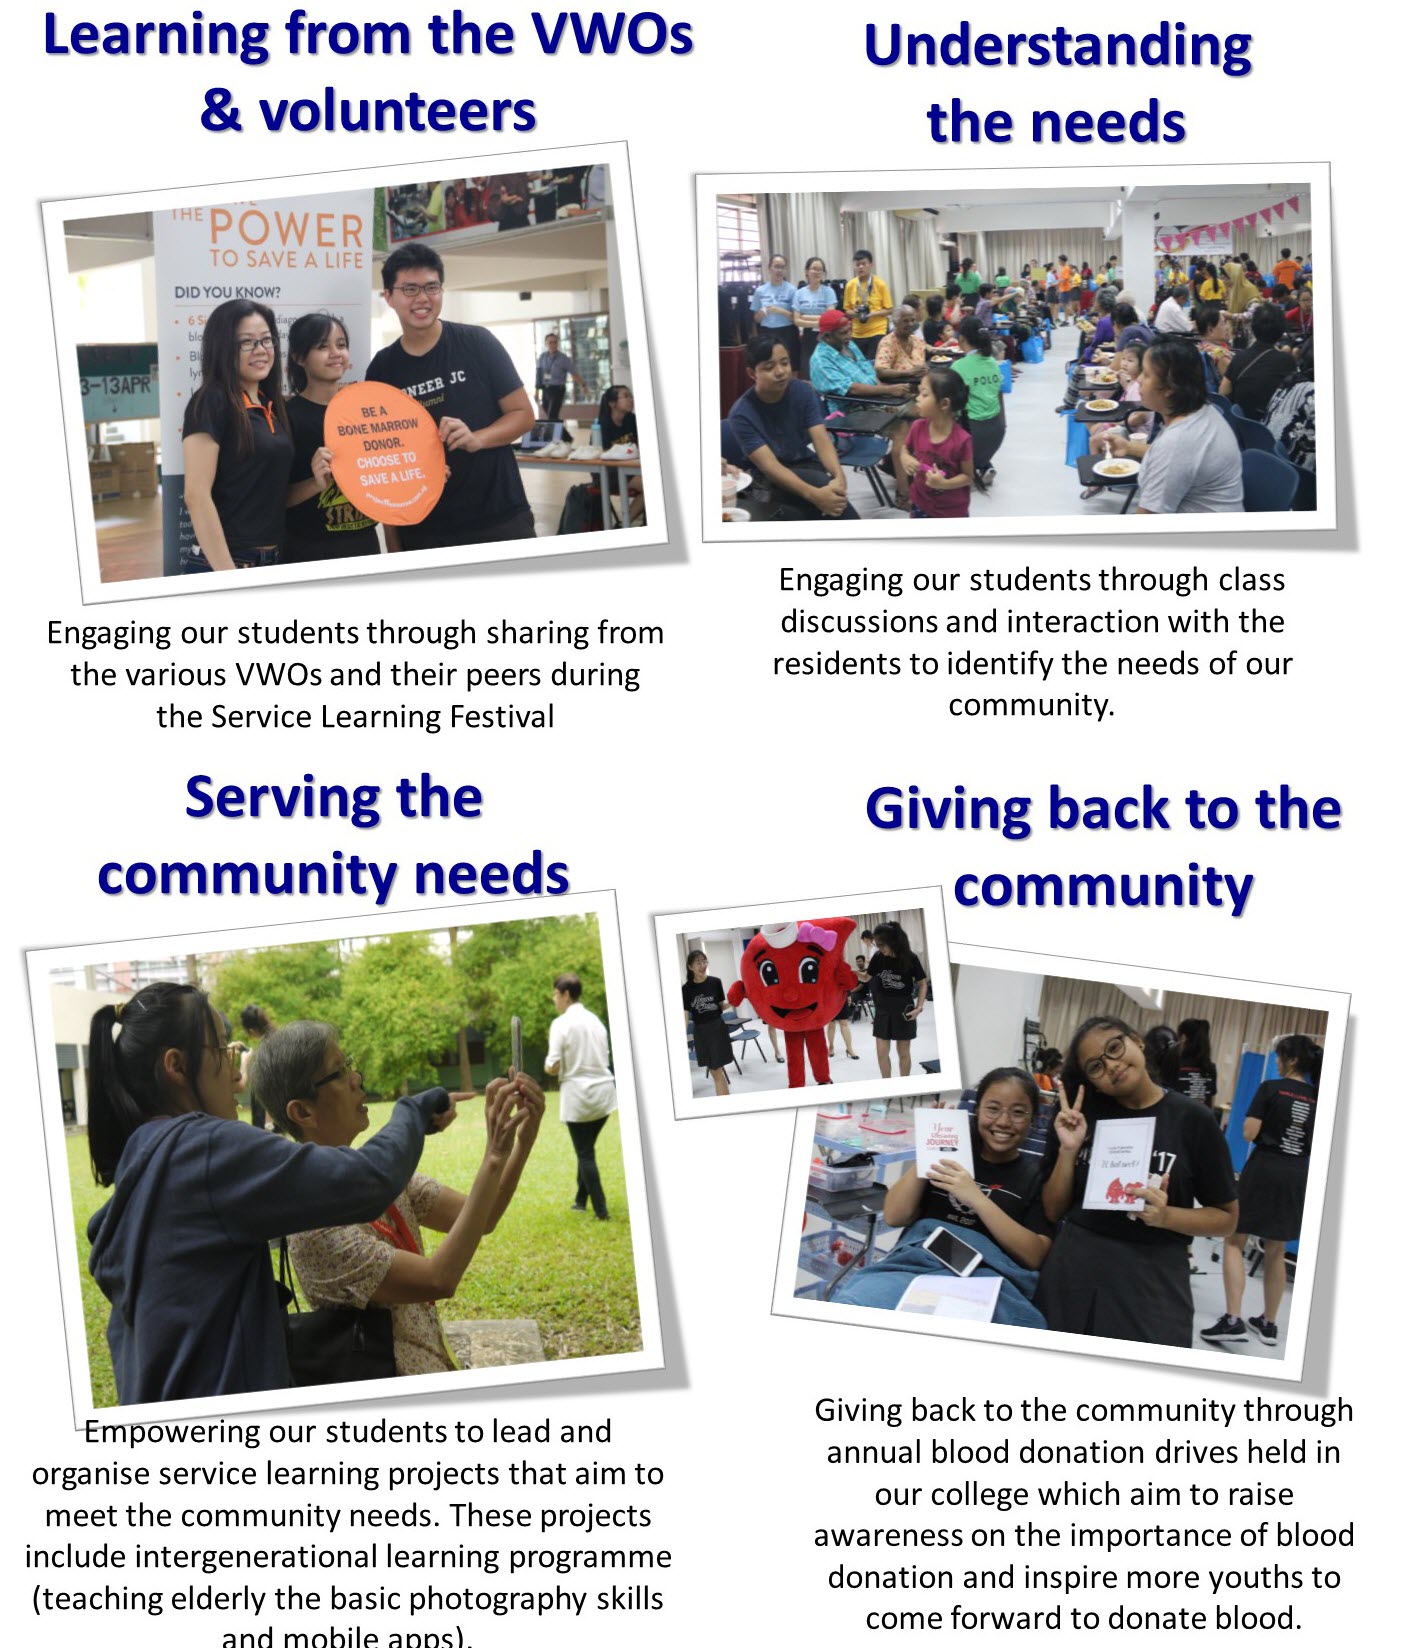 Learning from the VWOs
& volunteers
THE
POWER
TO SAVE A LIFE
DID YOU KNOW?
3-13APR
BE A
BONE MARROW
DONOR.
CHOOSE TO
SAVE A LIFE.
Engaging our students through sharing from
the various VWOs and their peers during
the Service Learning Festival
Understanding
the needs
POLO
Engaging our students through class
discussions and interaction with the
residents to identify the needs of our
community.
Serving the
community needs
Empowering our students to lead and
organise service learning projects that aim to
meet the community needs. These projects
include intergenerational learning programme
(teaching elderly the basic photography skills
and mobile apps).
Giving back to the
community
JOURNEY
'17
Giving back to the community through
annual blood donation drives held in
our college which aim to raise
awareness on the importance of blood
donation and inspire more youths to
come forward to donate blood.